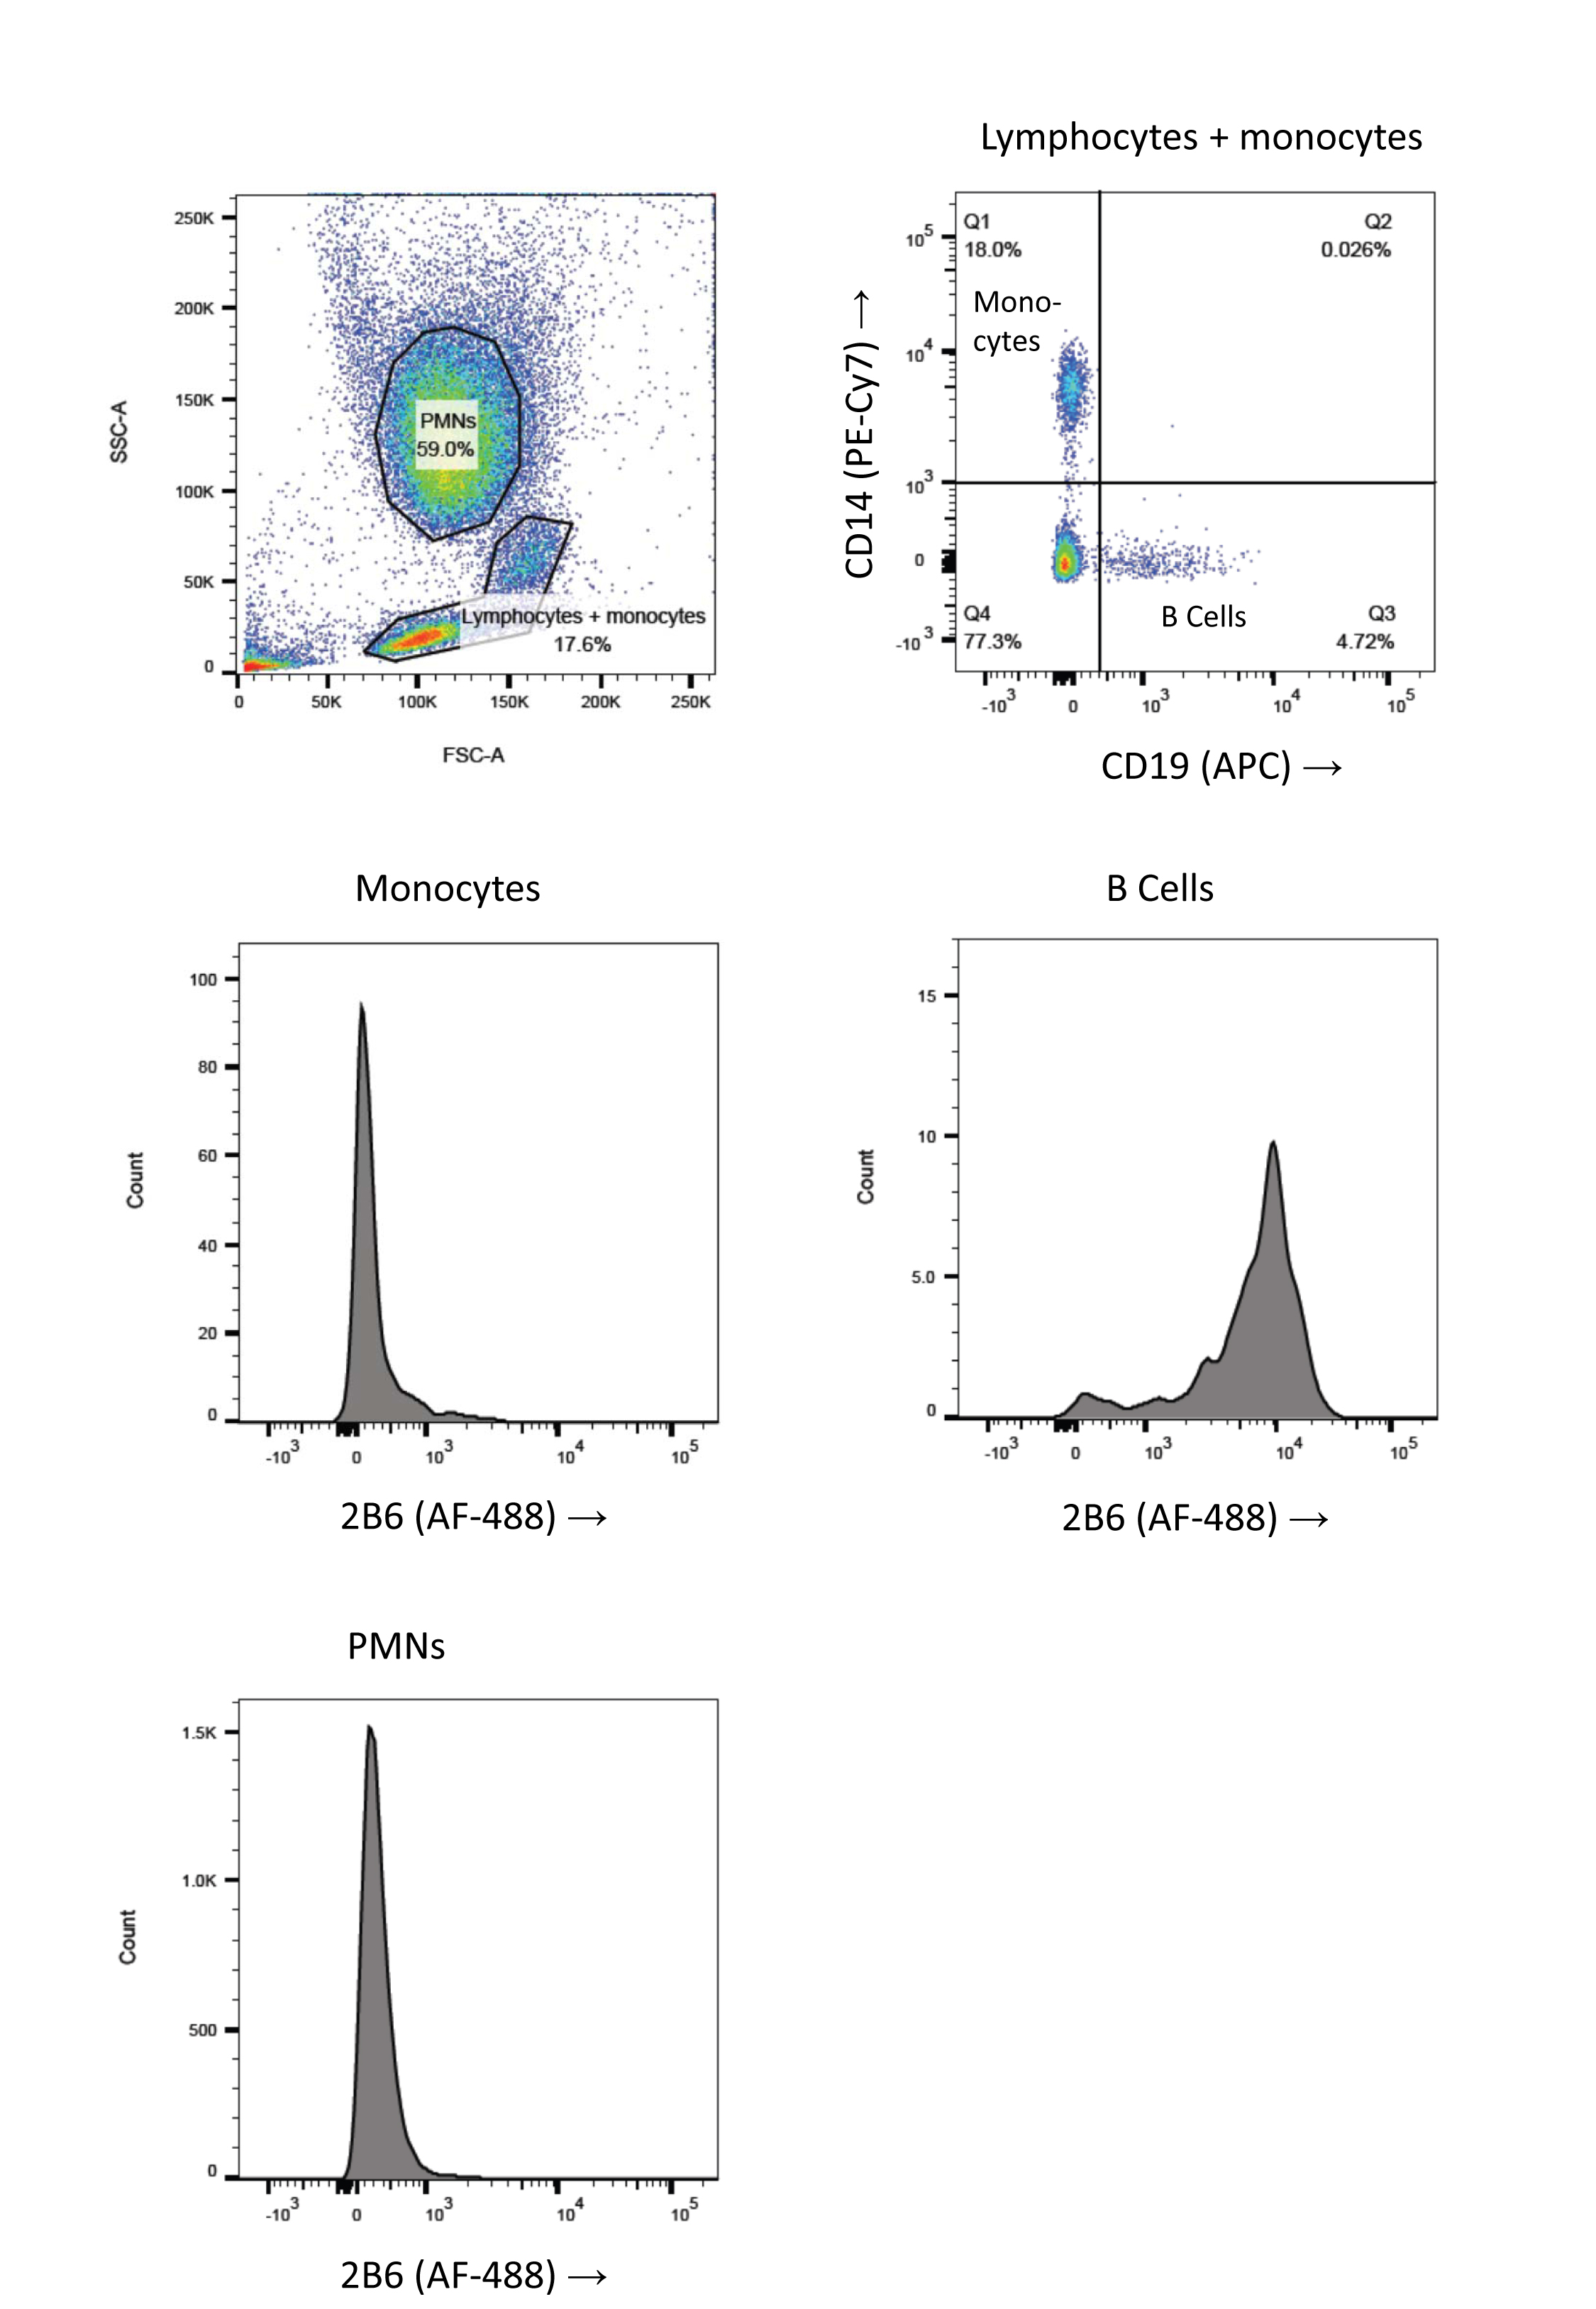 Lymphocytes + monocytes
250K
200K
150K
100K
50K
0
SSC-A
PMNs
59.0%
Lymphocytes + monocytes
17.6%
0 50K 100K 150K 200K 250K
FSC-A
CD14 (PE-Cy7) →
10^5
10^4
10^3
0
-10^3
Q1
18.0%
Q2
0.026%
Mono-
cytes
Q4
77.3%
B Cells
Q3
4.72%
-10^3 0 10^3 10^4 10^5
CD19 (APC) →
Monocytes
100
80
60
40
20
0
Count
-10^3 0 10^3 10^4 10^5
2B6 (AF-488) →
B Cells
15
10
5.0
0
Count
-10^3 0 10^3 10^4 10^5
2B6 (AF-488) →
PMNs
1.5K
1.0K
500
0
Count
-10^3 0 10^3 10^4 10^5
2B6 (AF-488) →